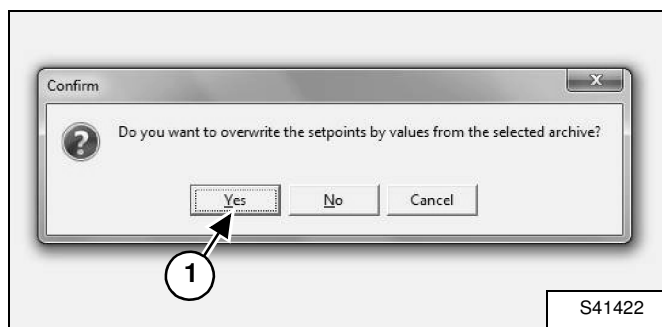 Confirm
Do you want to overwrite the setpoints by values from the selected archive?
Yes No Cancel
1
S41422